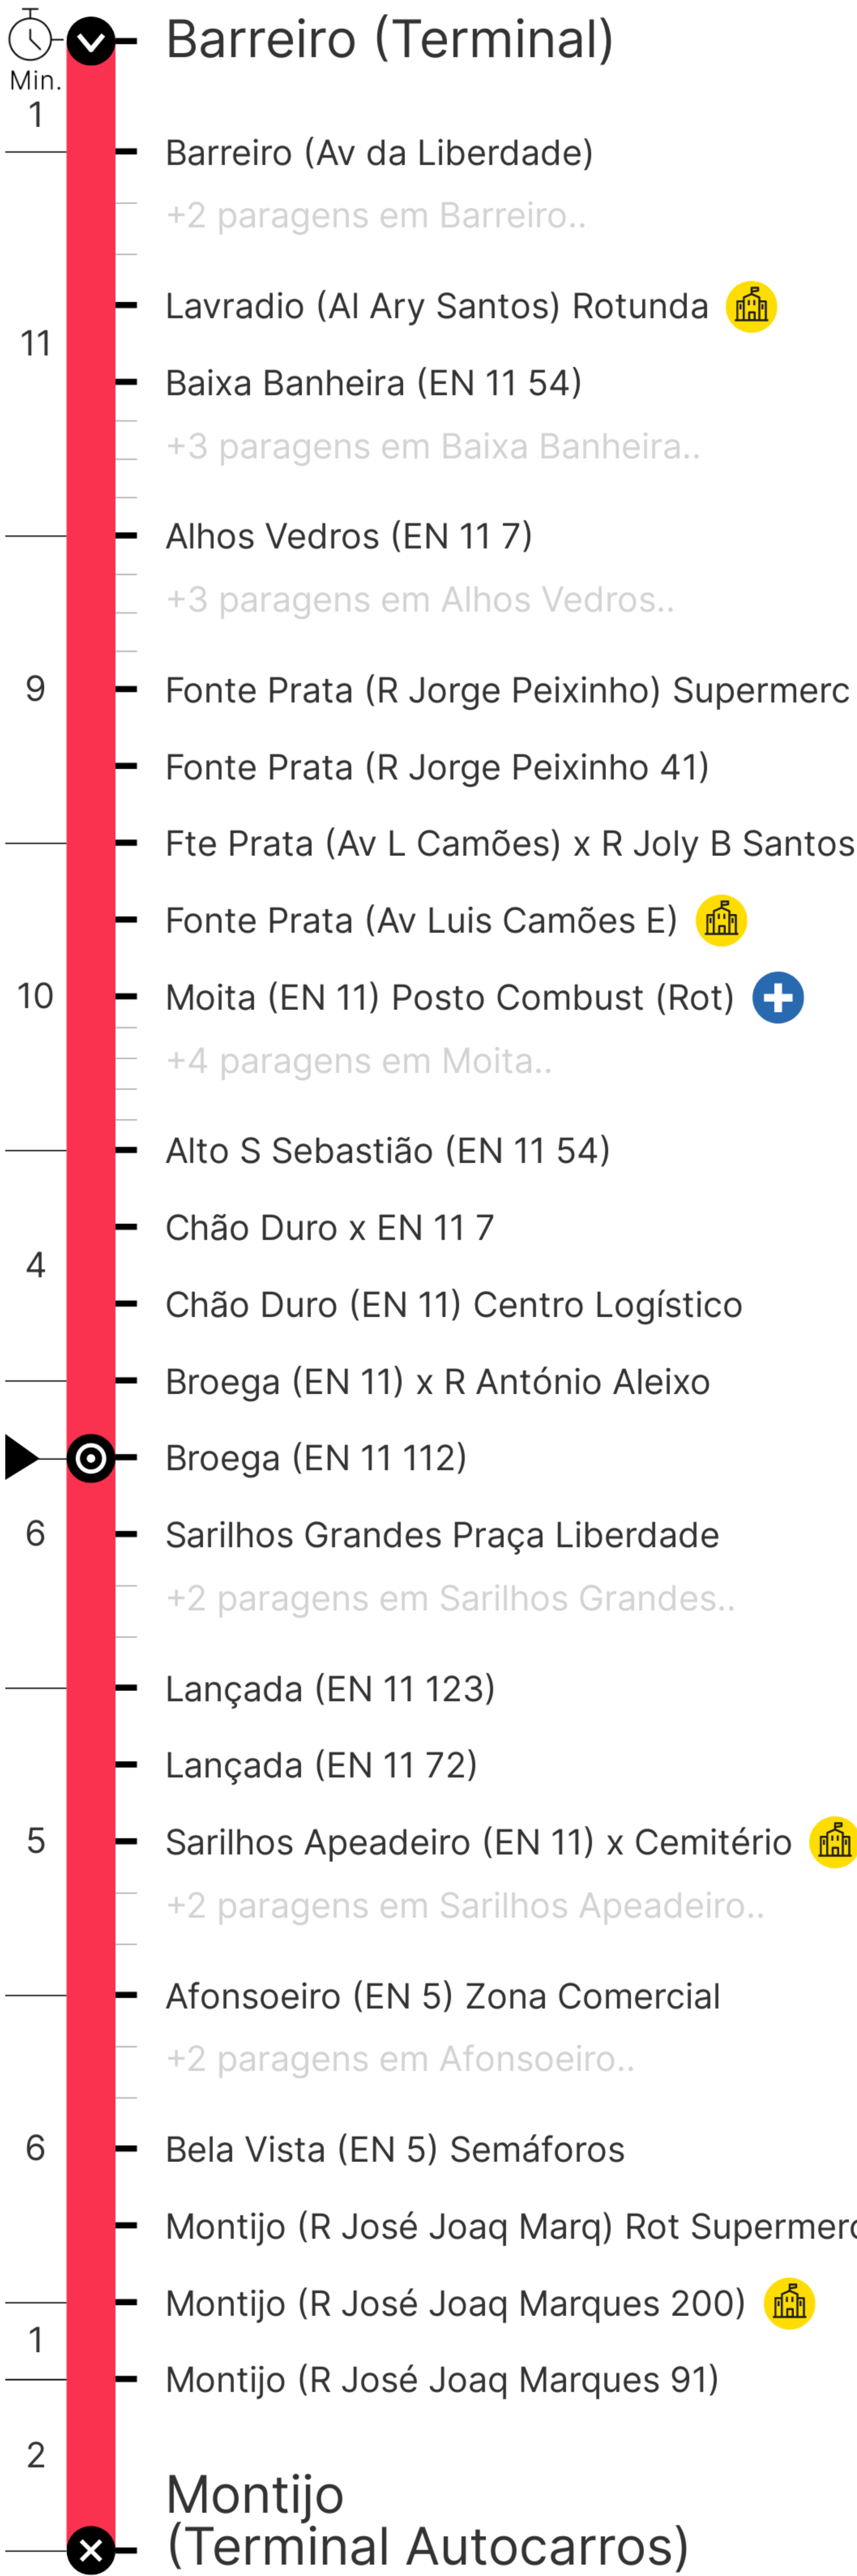 Barreiro (Terminal)
Min.
1
Barreiro (Av da Liberdade)
+2 paragens em Barreiro..
Lavradio (Al Ary Santos) Rotunda
11
Baixa Banheira (EN 11 54)
+3 paragens em Baixa Banheira..
Alhos Vedros (EN 11 7)
+3 paragens em Alhos Vedros..
9
Fonte Prata (R Jorge Peixinho) Supermerc
Fonte Prata (R Jorge Peixinho 41)
Fte Prata (Av L Camões) x R Joly B Santos
Fonte Prata (Av Luis Camões E)
10
Moita (EN 11) Posto Combust (Rot)
+4 paragens em Moita..
Alto S Sebastião (EN 11 54)
Chão Duro x EN 11 7
4
Chão Duro (EN 11) Centro Logístico
Broega (EN 11) x R António Aleixo
Broega (EN 11 112)
6
Sarilhos Grandes Praça Liberdade
+2 paragens em Sarilhos Grandes..
Lançada (EN 11 123)
Lançada (EN 11 72)
5
Sarilhos Apeadeiro (EN 11) x Cemitério
+2 paragens em Sarilhos Apeadeiro..
Afonsoeiro (EN 5) Zona Comercial
+2 paragens em Afonsoeiro..
6
Bela Vista (EN 5) Semáforos
Montijo (R José Joaq Marq) Rot Supermerc
Montijo (R José Joaq Marques 200)
1
Montijo (R José Joaq Marques 91)
2
Montijo
(Terminal Autocarros)